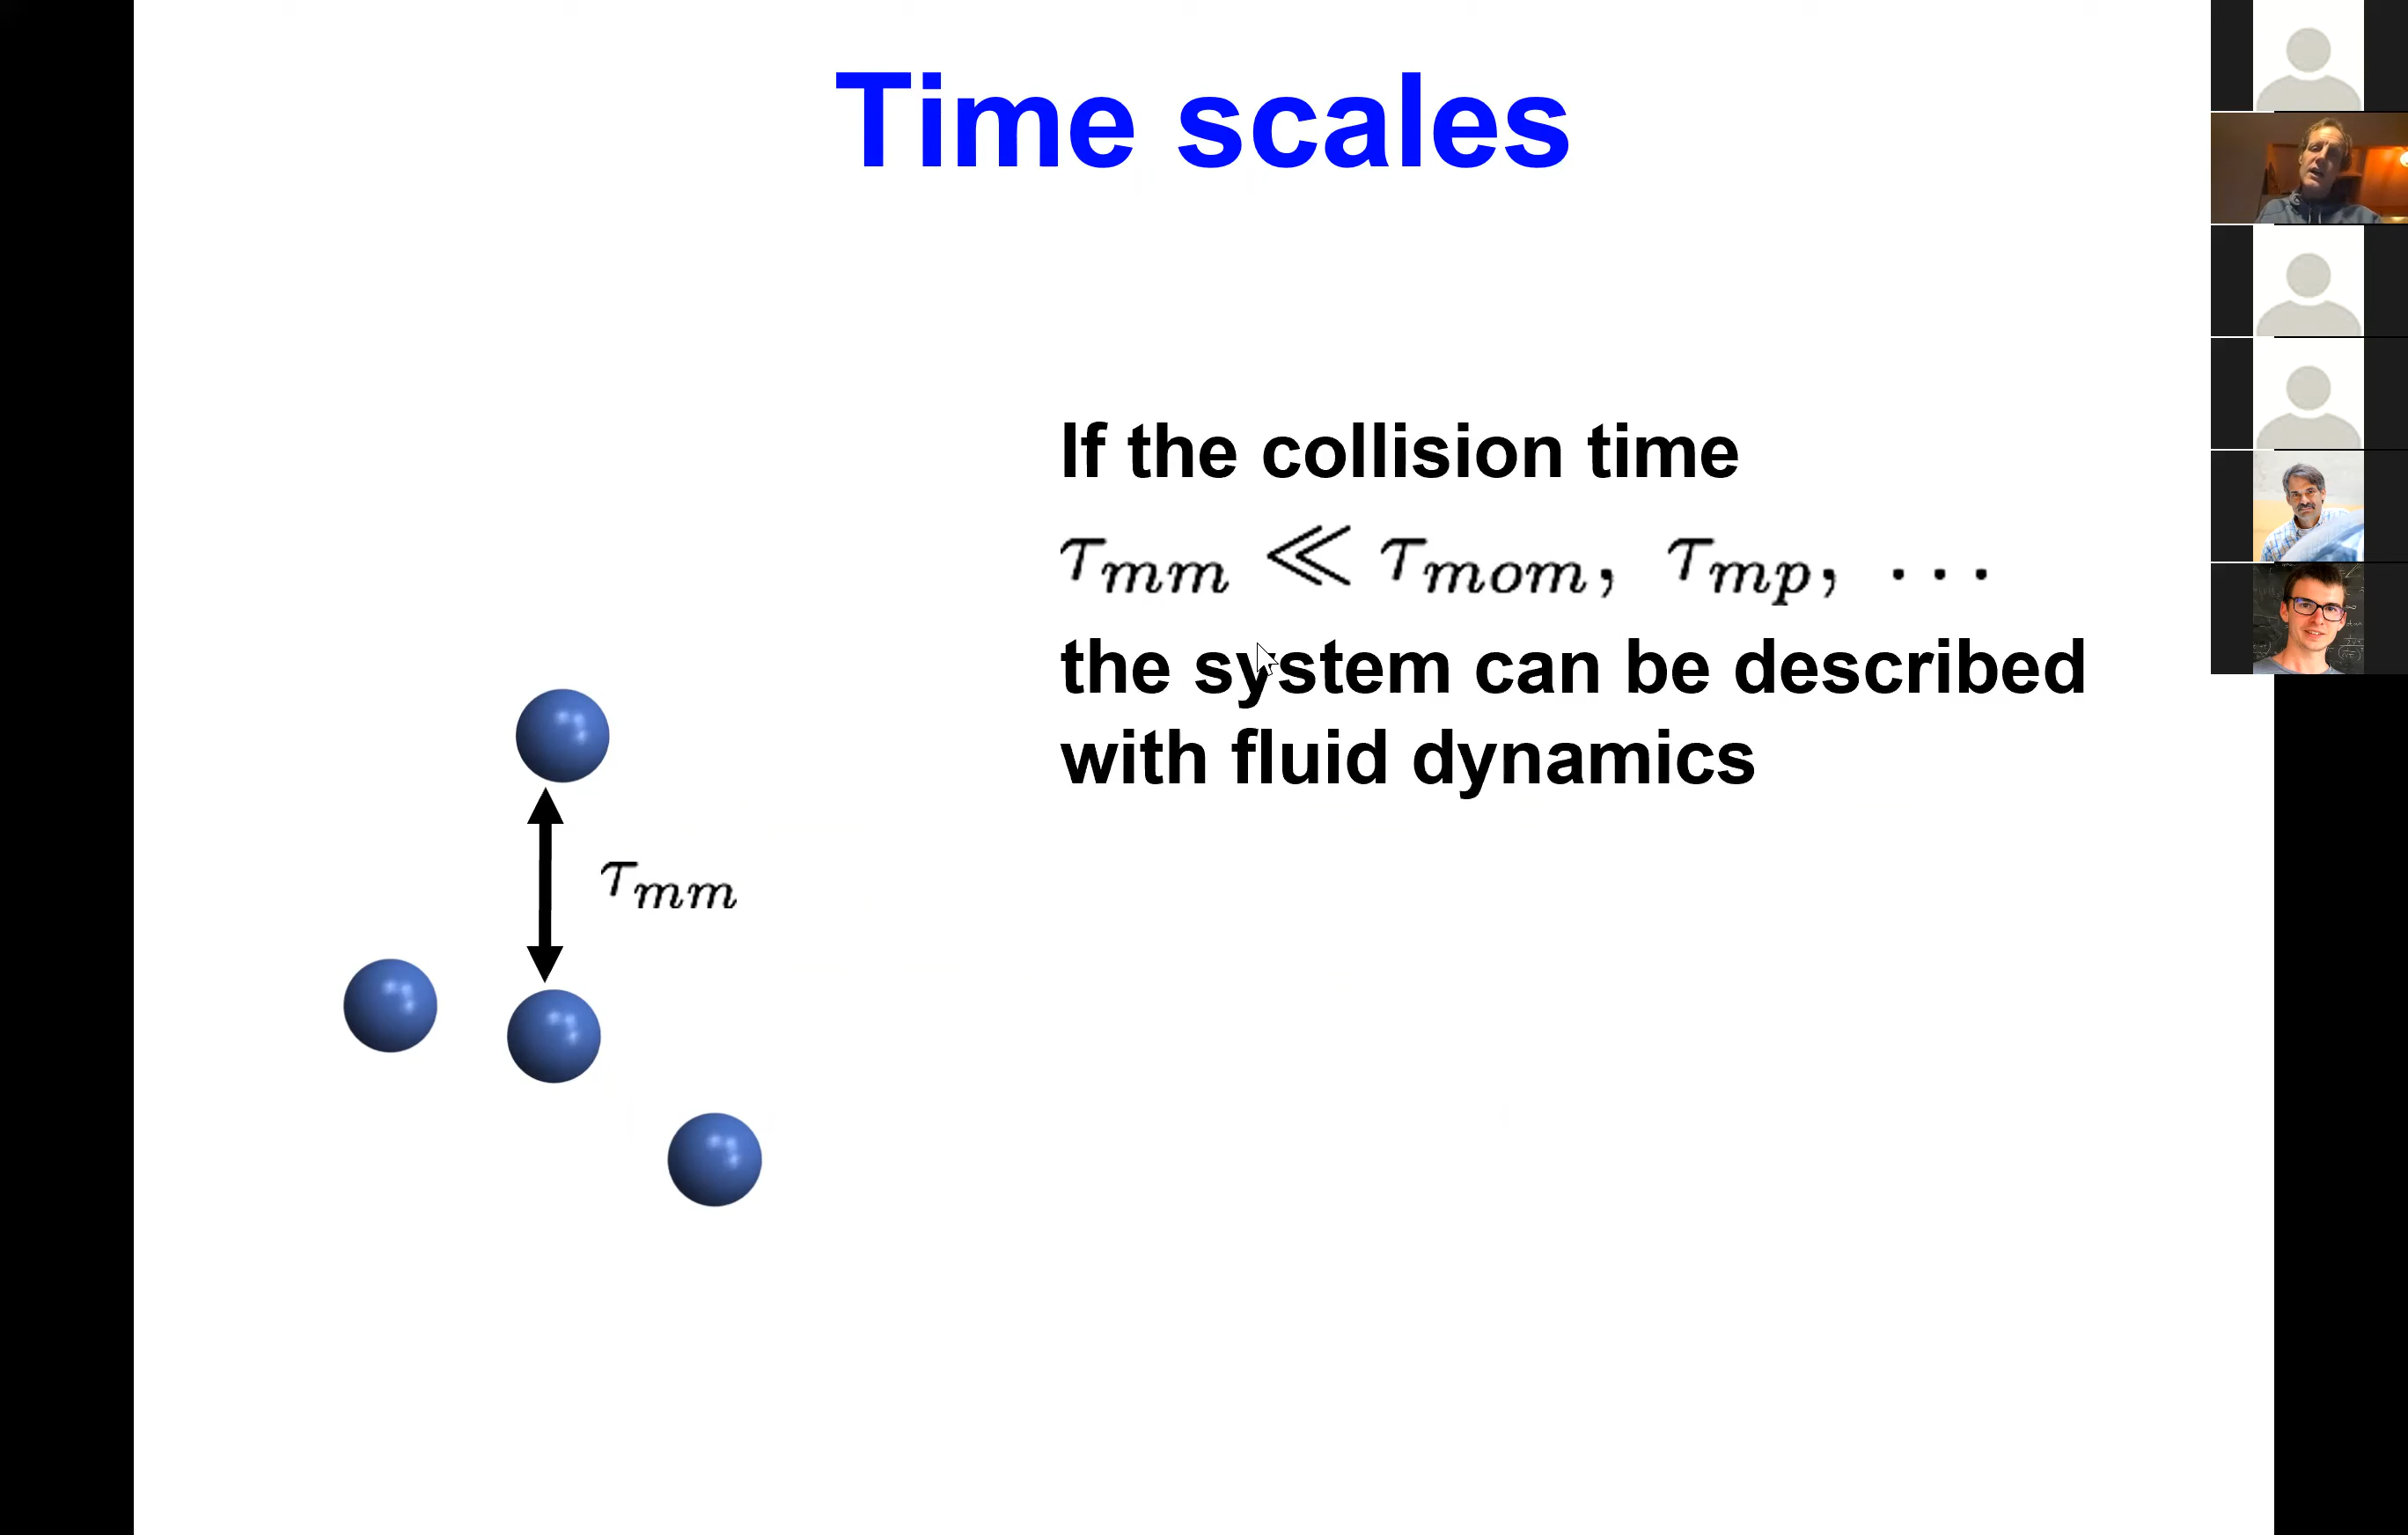 Time scales
If the collision time
τ_mm ≪ τ_mom, τ_mp, ...
the system can be described
with fluid dynamics
τ_mm